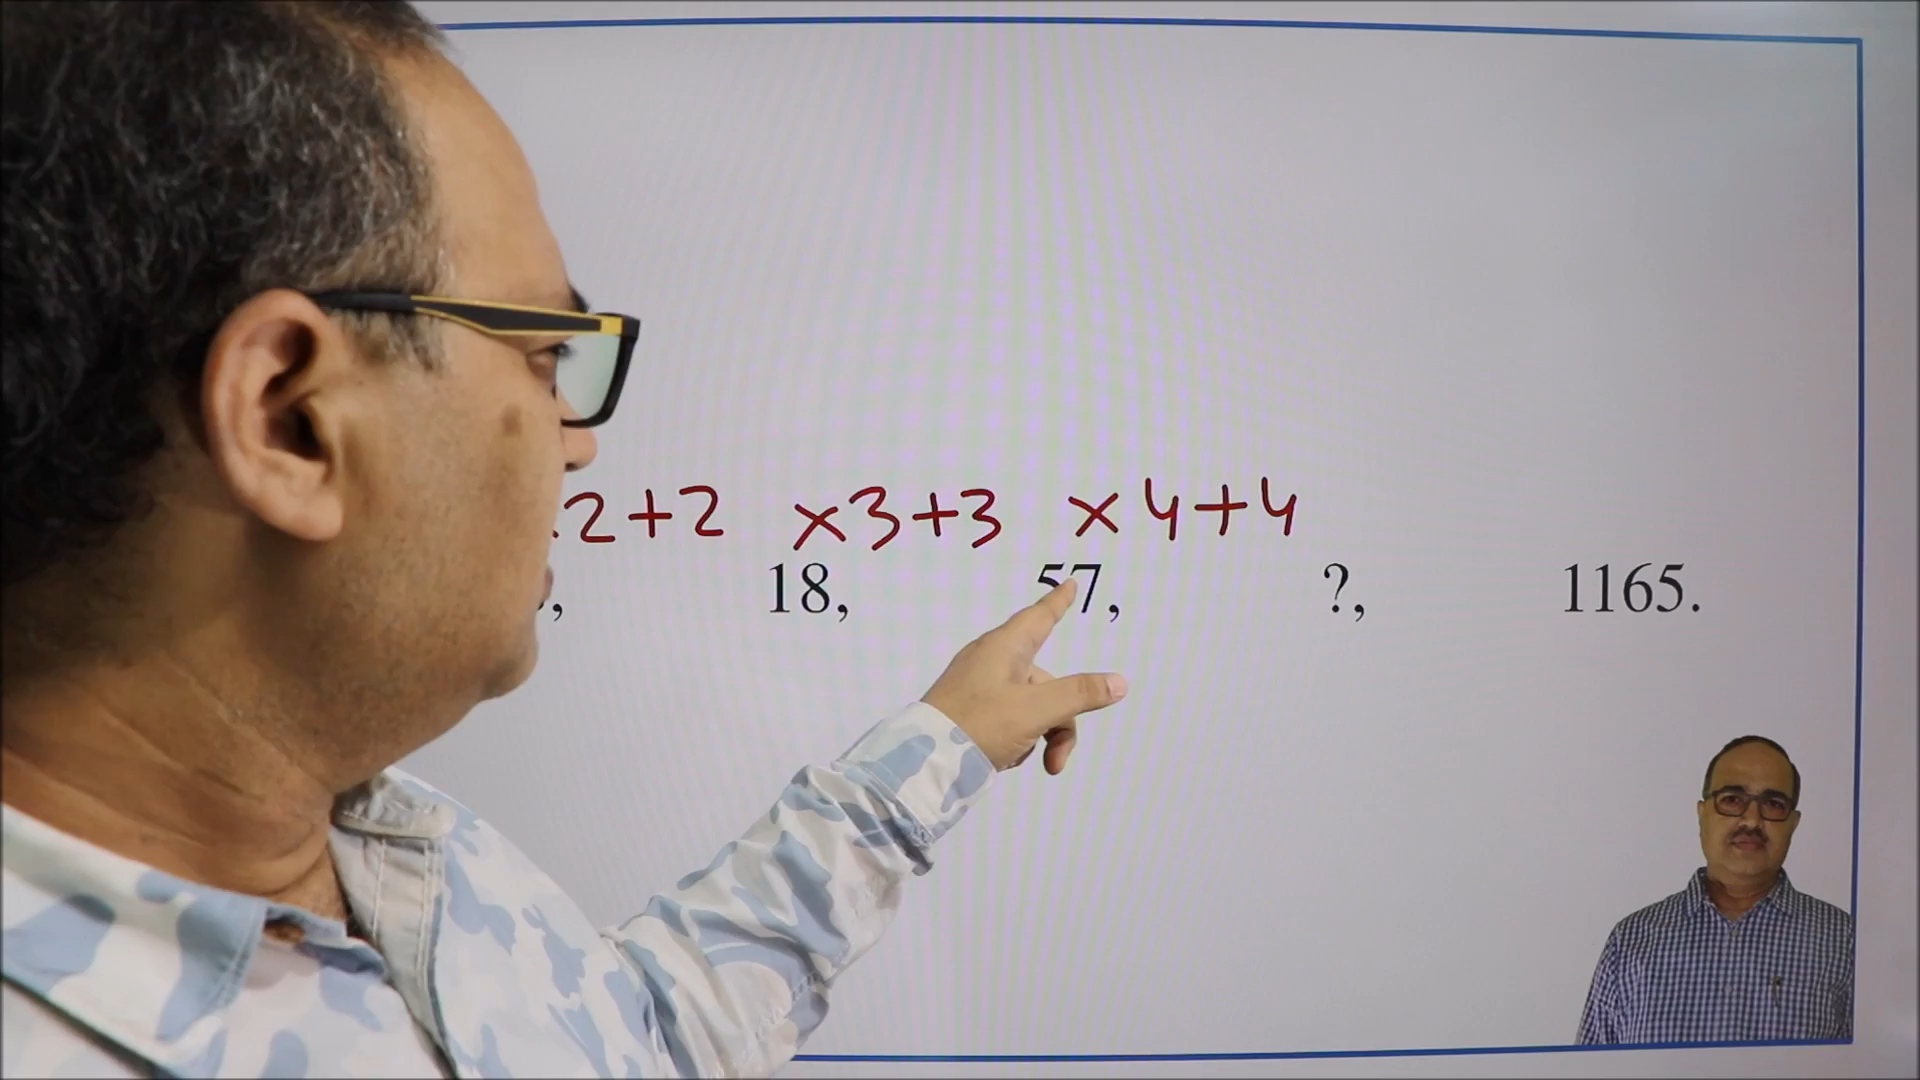 2+2 ×3+3 ×4+4
18, 57, ?, 1165.